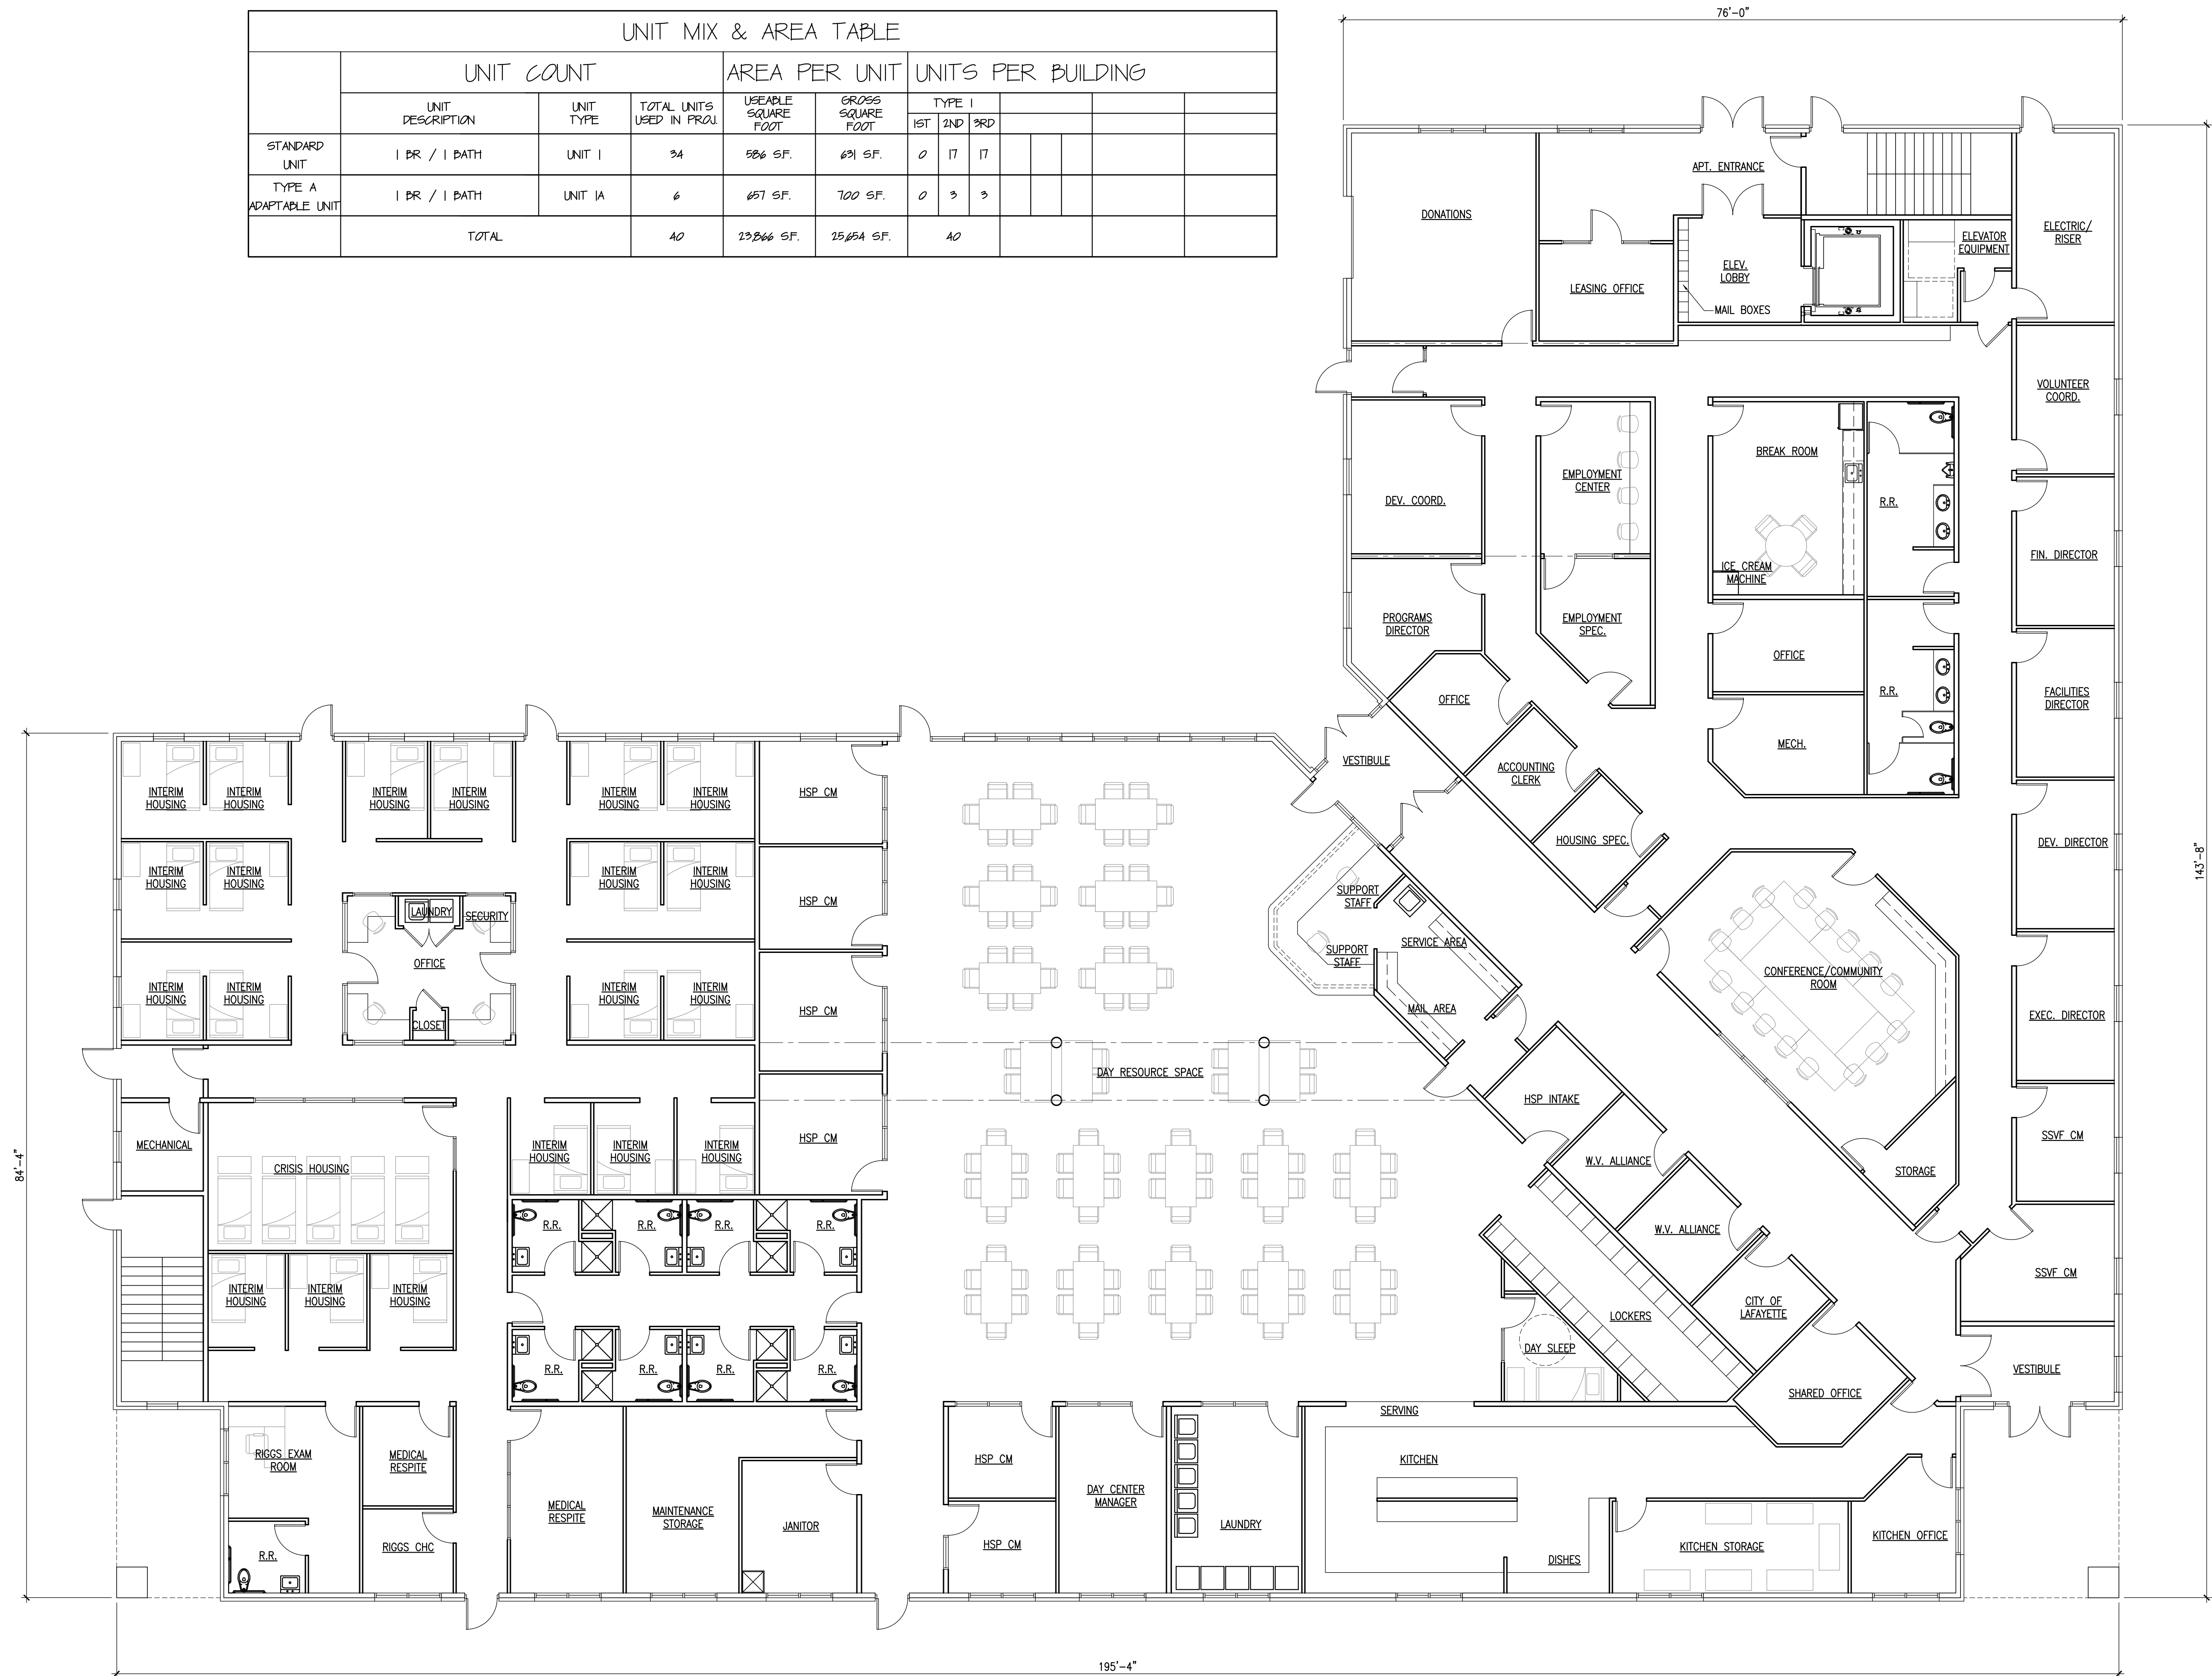 UNIT MIX & AREA TABLE
UNIT COUNT
AREA PER UNIT
UNITS PER BUILDING
UNIT DESCRIPTION
UNIT TYPE
TOTAL UNITS USED IN PROJ.
USEABLE SQUARE FOOT
GROSS SQUARE FOOT
TYPE 1
1ST 2ND 3RD
STANDARD UNIT
1 BR / 1 BATH
UNIT 1
34
586 S.F.
631 S.F.
0 17 17
TYPE A ADAPTABLE UNIT
1 BR / 1 BATH
UNIT 1A
6
657 S.F.
700 S.F.
0 3 3
TOTAL
40
23,866 S.F.
25,654 S.F.
40
76'-0"
APT. ENTRANCE
DONATIONS
ELECTRIC/
RISER
ELEVATOR
EQUIPMENT
ELEV.
LOBBY
LEASING OFFICE
MAIL BOXES
VOLUNTEER
COORD.
BREAK ROOM
EMPLOYMENT
CENTER
DEV. COORD.
R.R.
FIN. DIRECTOR
ICE CREAM
MACHINE
PROGRAMS
DIRECTOR
EMPLOYMENT
SPEC.
OFFICE
R.R.
FACILITIES
DIRECTOR
OFFICE
MECH.
VESTIBULE
ACCOUNTING
CLERK
HOUSING SPEC.
DEV. DIRECTOR
143'-8"
INTERIM
HOUSING
INTERIM
HOUSING
INTERIM
HOUSING
INTERIM
HOUSING
INTERIM
HOUSING
INTERIM
HOUSING
HSP CM
INTERIM
HOUSING
INTERIM
HOUSING
INTERIM
HOUSING
INTERIM
HOUSING
HSP CM
LAUNDRY
SECURITY
OFFICE
SUPPORT
STAFF
SUPPORT
STAFF
SERVICE AREA
CONFERENCE/COMMUNITY
ROOM
INTERIM
HOUSING
INTERIM
HOUSING
INTERIM
HOUSING
INTERIM
HOUSING
HSP CM
CLOSET
MAIL AREA
EXEC. DIRECTOR
DAY RESOURCE SPACE
HSP INTAKE
84'-4"
MECHANICAL
CRISIS HOUSING
INTERIM
HOUSING
INTERIM
HOUSING
INTERIM
HOUSING
HSP CM
W.V. ALLIANCE
STORAGE
SSVF CM
R.R.
R.R.
R.R.
R.R.
W.V. ALLIANCE
SSVF CM
INTERIM
HOUSING
INTERIM
HOUSING
INTERIM
HOUSING
CITY OF
LAFAYETTE
LOCKERS
DAY SLEEP
R.R.
R.R.
R.R.
R.R.
VESTIBULE
SHARED OFFICE
SERVING
RIGGS EXAM
ROOM
MEDICAL
RESPITE
HSP CM
KITCHEN
DAY CENTER
MANAGER
MEDICAL
RESPITE
MAINTENANCE
STORAGE
JANITOR
LAUNDRY
KITCHEN OFFICE
RIGGS CHC
HSP CM
KITCHEN STORAGE
R.R.
DISHES
195'-4"